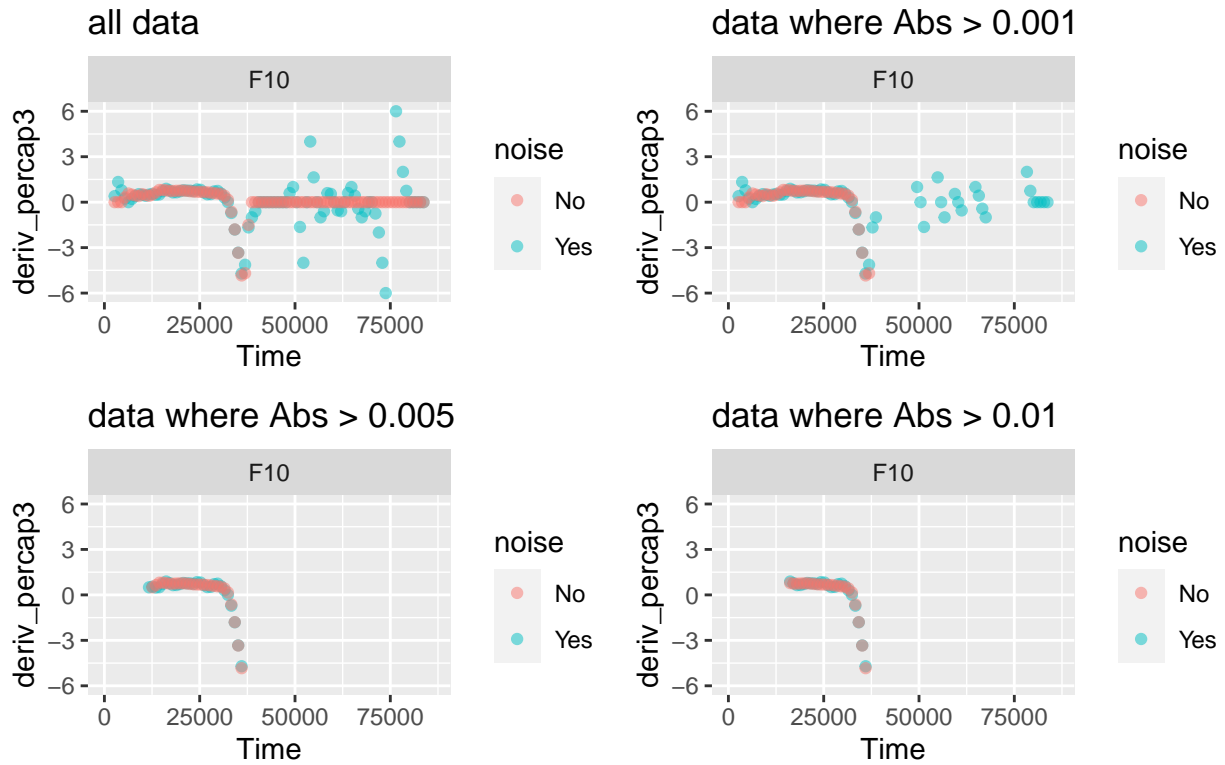 all data
F10
deriv_percap3
6
3
0
−3
−6
0 25000 50000 75000
Time
noise
No
Yes
data where Abs > 0.001
F10
deriv_percap3
6
3
0
−3
−6
0 25000 50000 75000
Time
noise
No
Yes
data where Abs > 0.005
F10
deriv_percap3
6
3
0
−3
−6
0 25000 50000 75000
Time
noise
No
Yes
data where Abs > 0.01
F10
deriv_percap3
6
3
0
−3
−6
0 25000 50000 75000
Time
noise
No
Yes